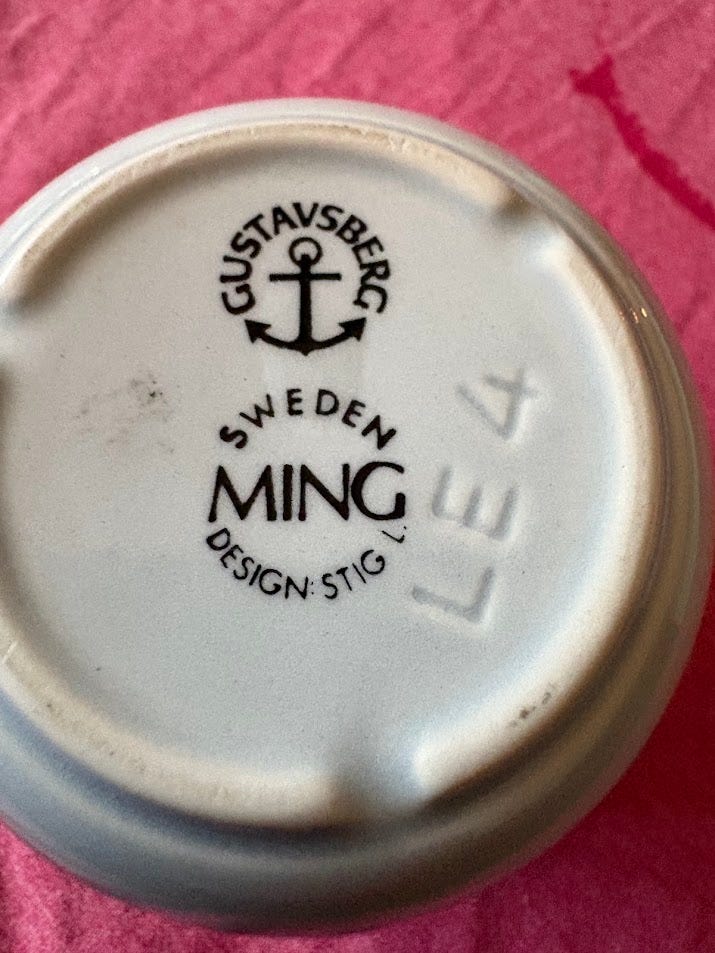 GUSTAVSBERG
SWEDEN
MING
DESIGN: STIG L.
LE4